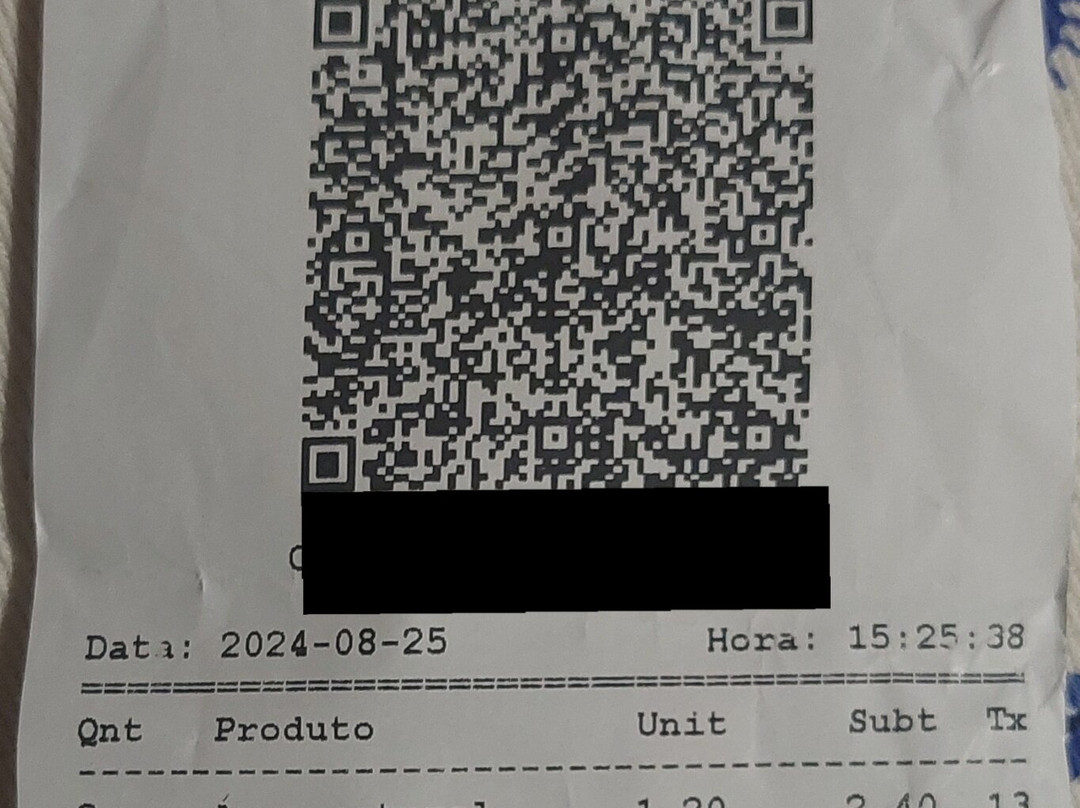 Data: 2024-08-25 Hora: 15:25:38
Qnt Produto Unit Subt Tx